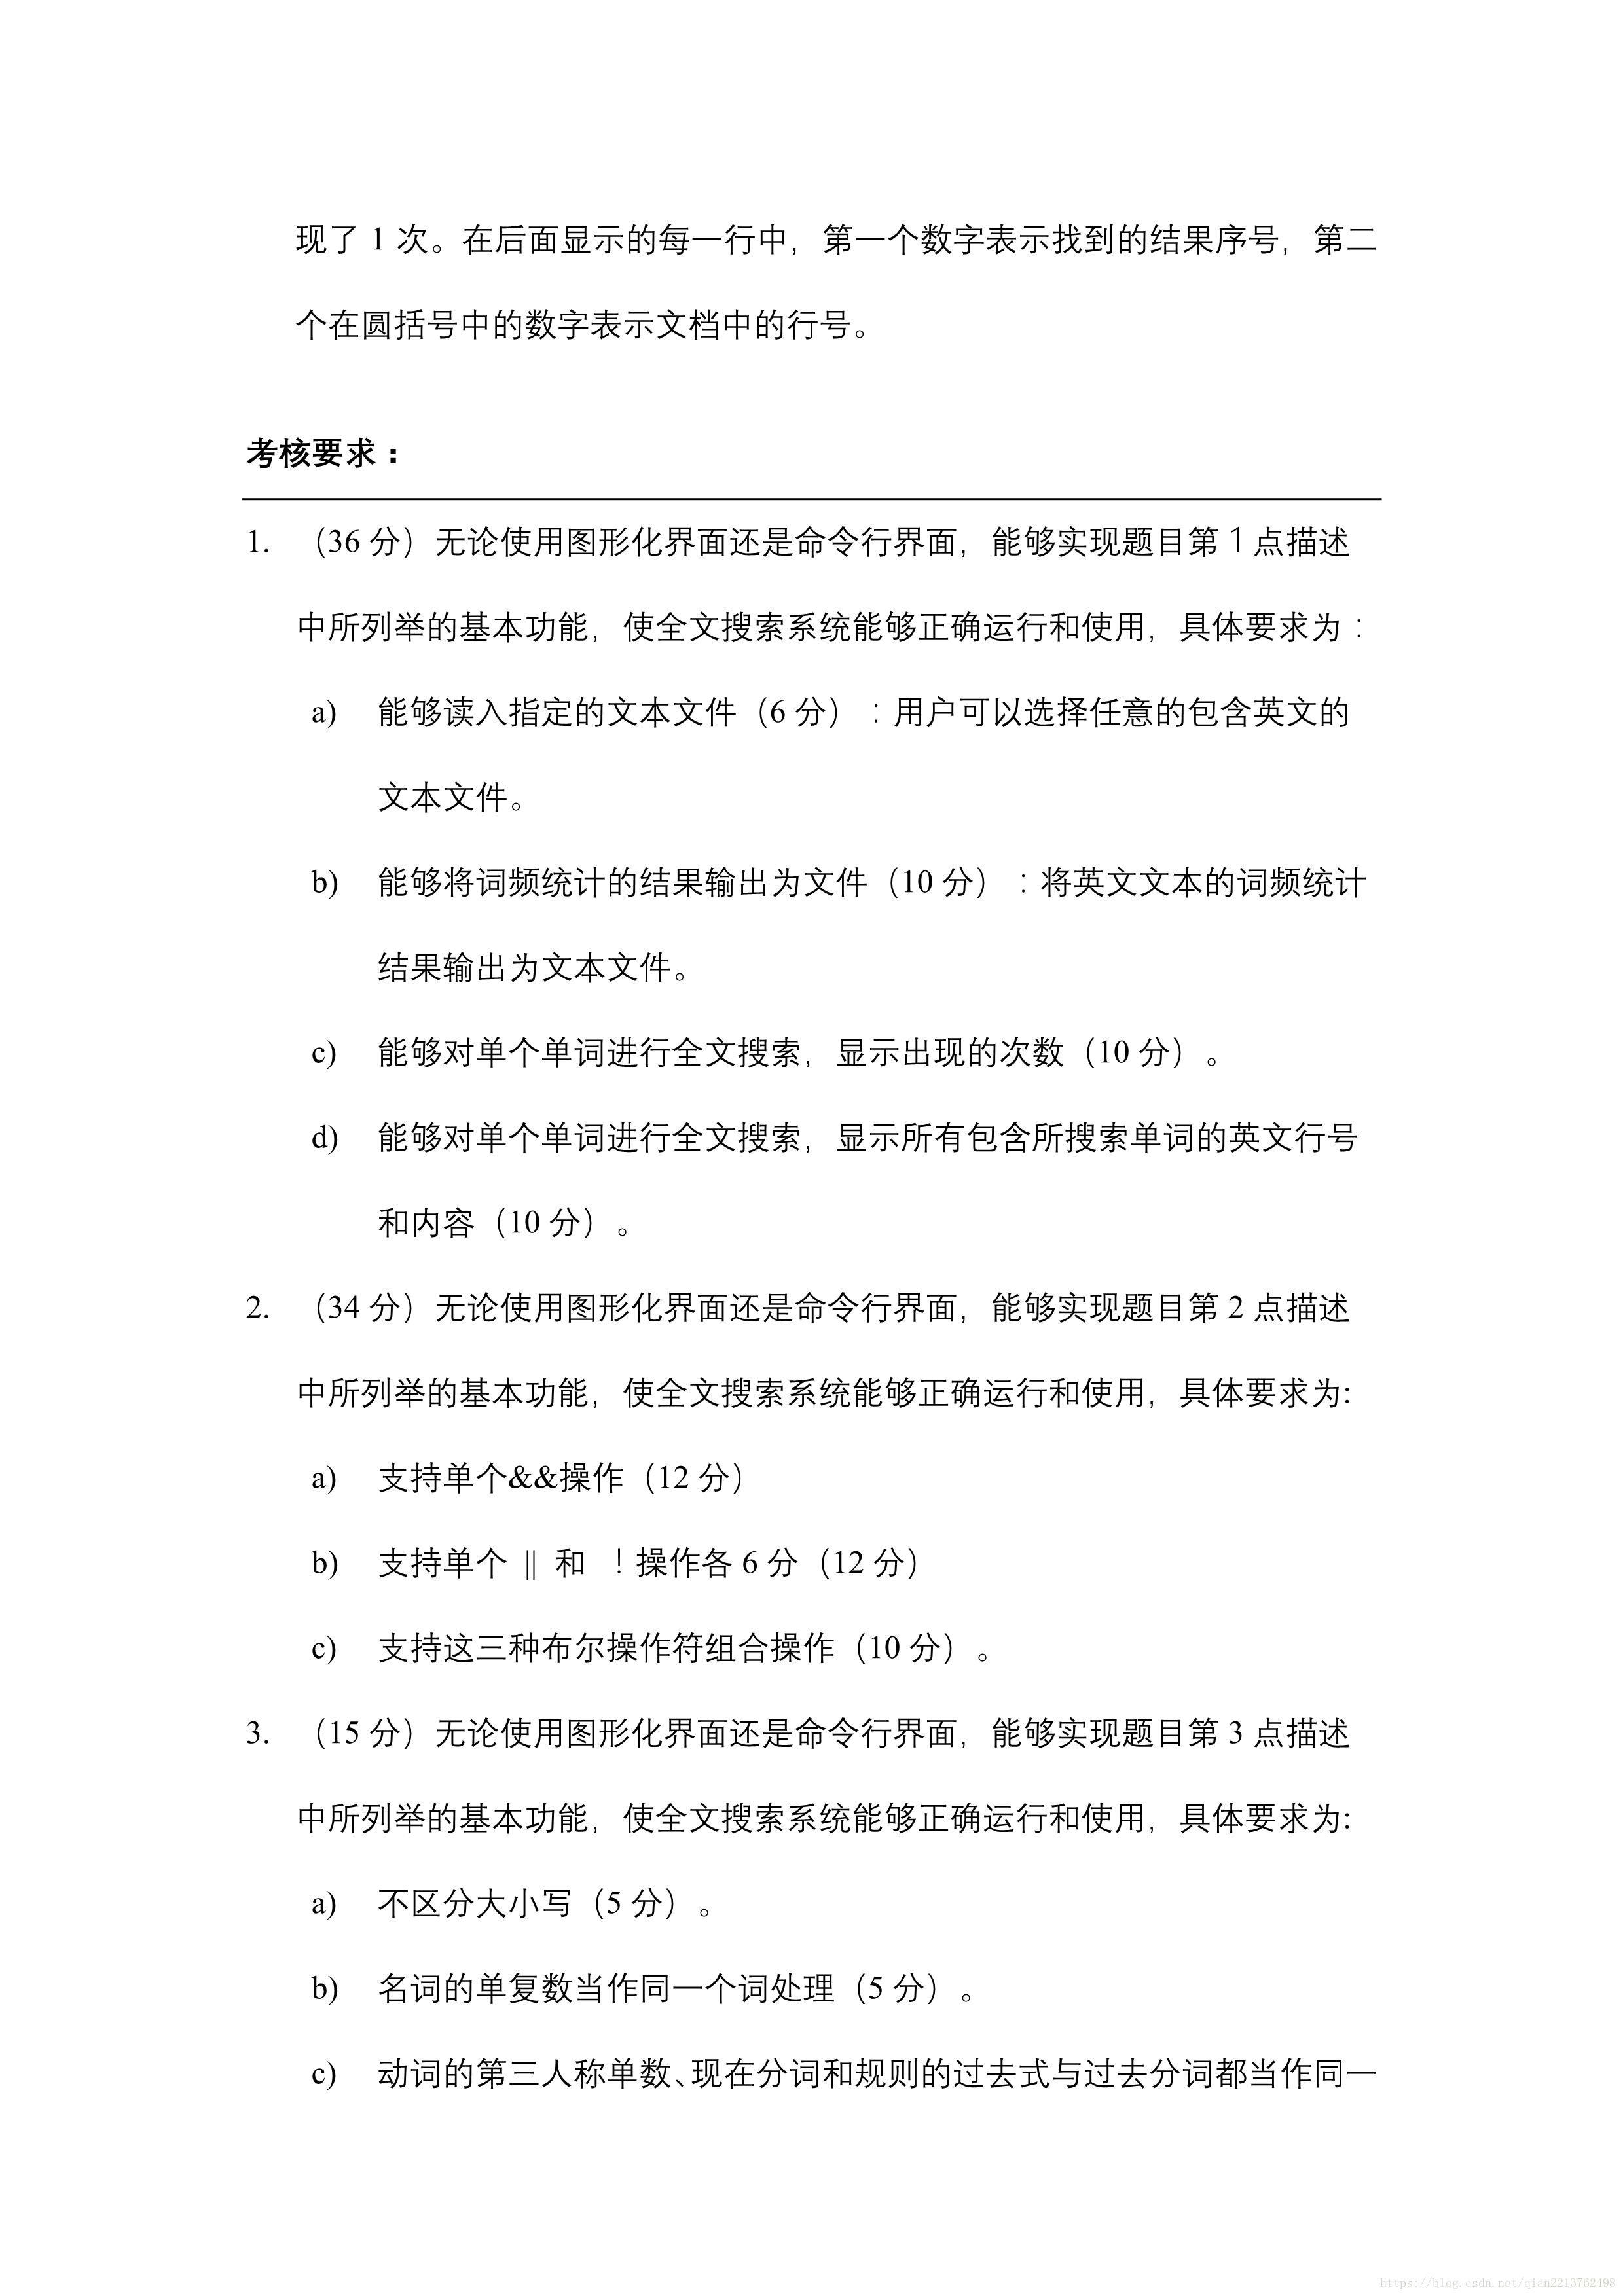 现了 1 次。在后面显示的每一行中，第一个数字表示找到的结果序号，第二
个在圆括号中的数字表示文档中的行号。
考核要求：
1. （36 分）无论使用图形化界面还是命令行界面，能够实现题目第 1 点描述
中所列举的基本功能，使全文搜索系统能够正确运行和使用，具体要求为：
a) 能够读入指定的文本文件（6 分）：用户可以选择任意的包含英文的
文本文件。
b) 能够将词频统计的结果输出为文件（10 分）：将英文文本的词频统计
结果输出为文本文件。
c) 能够对单个单词进行全文搜索，显示出现的次数（10 分）。
d) 能够对单个单词进行全文搜索，显示所有包含所搜索单词的英文行号
和内容（10 分）。
2. （34 分）无论使用图形化界面还是命令行界面，能够实现题目第 2 点描述
中所列举的基本功能，使全文搜索系统能够正确运行和使用，具体要求为:
a) 支持单个&&操作（12 分）
b) 支持单个 || 和 ！操作各 6 分（12 分）
c) 支持这三种布尔操作符组合操作（10 分）。
3. （15 分）无论使用图形化界面还是命令行界面，能够实现题目第 3 点描述
中所列举的基本功能，使全文搜索系统能够正确运行和使用，具体要求为:
a) 不区分大小写（5 分）。
b) 名词的单复数当作同一个词处理（5 分）。
c) 动词的第三人称单数、现在分词和规则的过去式与过去分词都当作同一
https://blog.csdn.net/qian2213762498